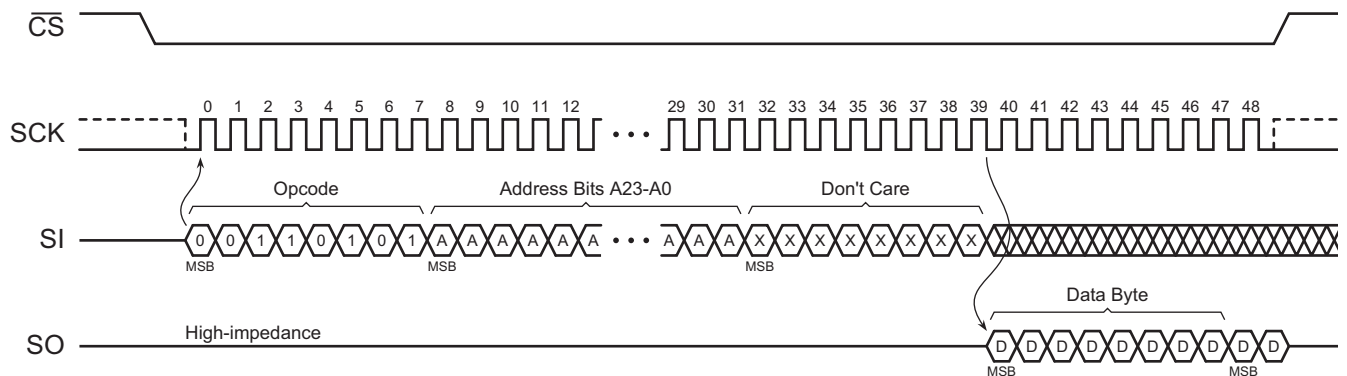 CS
SCK
0 1 2 3 4 5 6 7 8 9 10 11 12 29 30 31 32 33 34 35 36 37 38 39 40 41 42 43 44 45 46 47 48
Opcode Address Bits A23-A0 Don't Care
SI 0 0 1 1 0 1 0 1 A A A A A A A A A X X X X X X X X
MSB MSB MSB
Data Byte
High-impedance
SO D D D D D D D D D D
MSB MSB